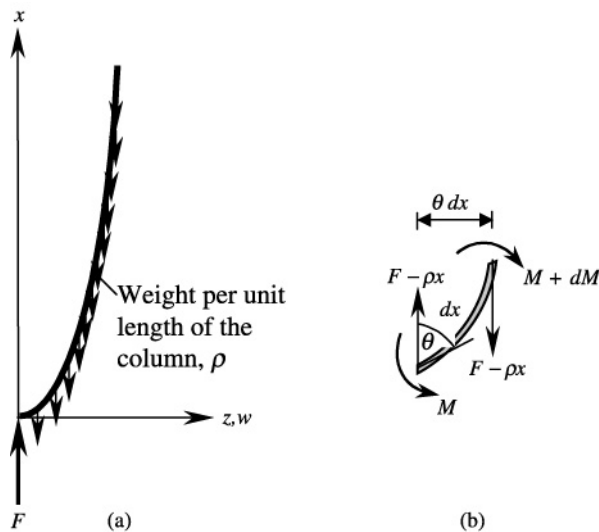 x
Weight per unit
length of the
column, ρ
z,w
F
(a)
θ dx
F – ρx
M + dM
dx
θ
F – ρx
M
(b)